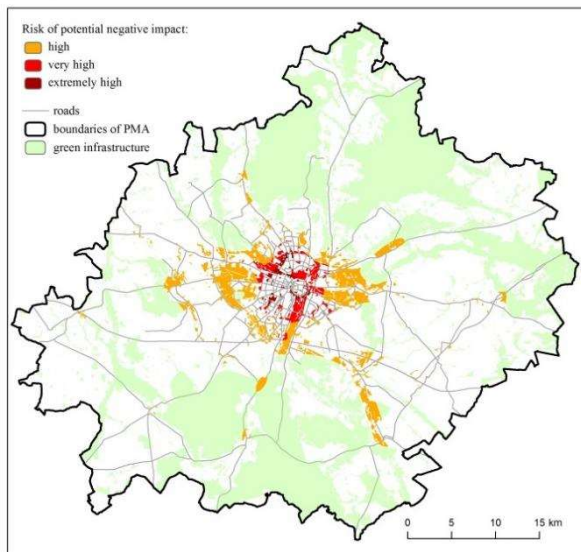 Risk of potential negative impact:
high
very high
extremely high
roads
boundaries of PMA
green infrastructure
0 5 10 15 km